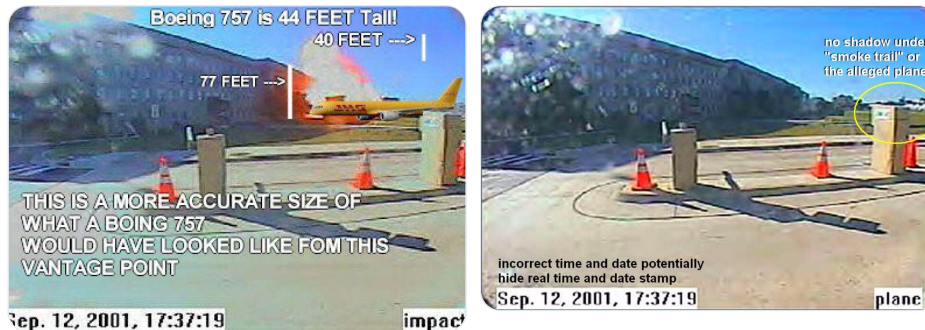 Boeing 757 is 44 FEET Tall!
40 FEET --->
77 FEET --->
THIS IS A MORE ACCURATE SIZE OF
WHAT A BOING 757
WOULD HAVE LOOKED LIKE FOM THIS
VANTAGE POINT
Sep. 12, 2001, 17:37:19
impact
no shadow unde
"smoke trail" or
the alleged plane
incorrect time and date potentially
hide real time and date stamp
Sep. 12, 2001, 17:37:19
plane